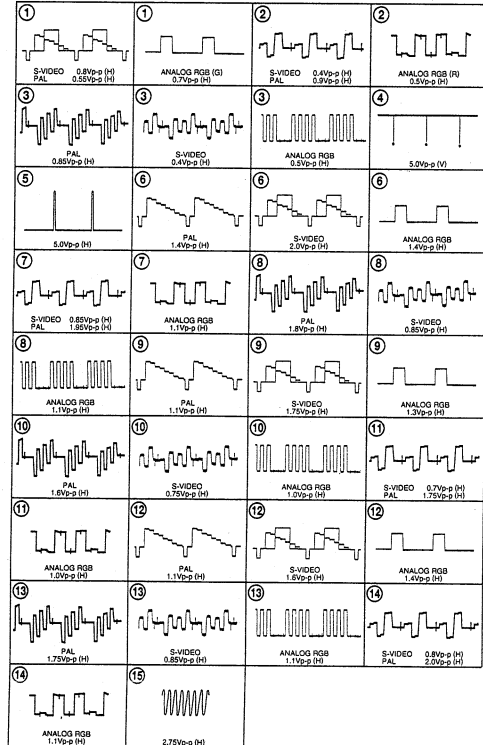 ①
S-VIDEO 0.8Vp-p (H)
PAL 0.55Vp-p (H)
①
ANALOG RGB (G)
0.7Vp-p (H)
②
S-VIDEO 0.4Vp-p (H)
PAL 0.9Vp-p (H)
②
ANALOG RGB (R)
0.5Vp-p (H)
③
PAL
0.85Vp-p (H)
③
S-VIDEO
0.4Vp-p (H)
③
ANALOG RGB
0.5Vp-p (H)
④
5.0Vp-p (V)
⑤
5.0Vp-p (H)
⑥
PAL
1.4Vp-p (H)
⑥
S-VIDEO
2.0Vp-p (H)
⑥
ANALOG RGB
1.4Vp-p (H)
⑦
S-VIDEO 0.85Vp-p (H)
PAL 1.95Vp-p (H)
⑦
ANALOG RGB
1.1Vp-p (H)
⑧
PAL
1.8Vp-p (H)
⑧
S-VIDEO
0.85Vp-p (H)
⑧
ANALOG RGB
1.1Vp-p (H)
⑨
PAL
1.1Vp-p (H)
⑨
S-VIDEO
1.75Vp-p (H)
⑨
ANALOG RGB
1.3Vp-p (H)
⑩
PAL
1.6Vp-p (H)
⑩
S-VIDEO
0.75Vp-p (H)
⑩
ANALOG RGB
1.0Vp-p (H)
⑪
S-VIDEO 0.7Vp-p (H)
PAL 1.75Vp-p (H)
⑪
ANALOG RGB
1.0Vp-p (H)
⑫
PAL
1.1Vp-p (H)
⑫
S-VIDEO
1.6Vp-p (H)
⑫
ANALOG RGB
1.4Vp-p (H)
⑬
PAL
1.75Vp-p (H)
⑬
S-VIDEO
0.85Vp-p (H)
⑬
ANALOG RGB
1.1Vp-p (H)
⑭
S-VIDEO 0.8Vp-p (H)
PAL 2.0Vp-p (H)
⑭
ANALOG RGB
1.1Vp-p (H)
⑮
2.75Vp-p (H)